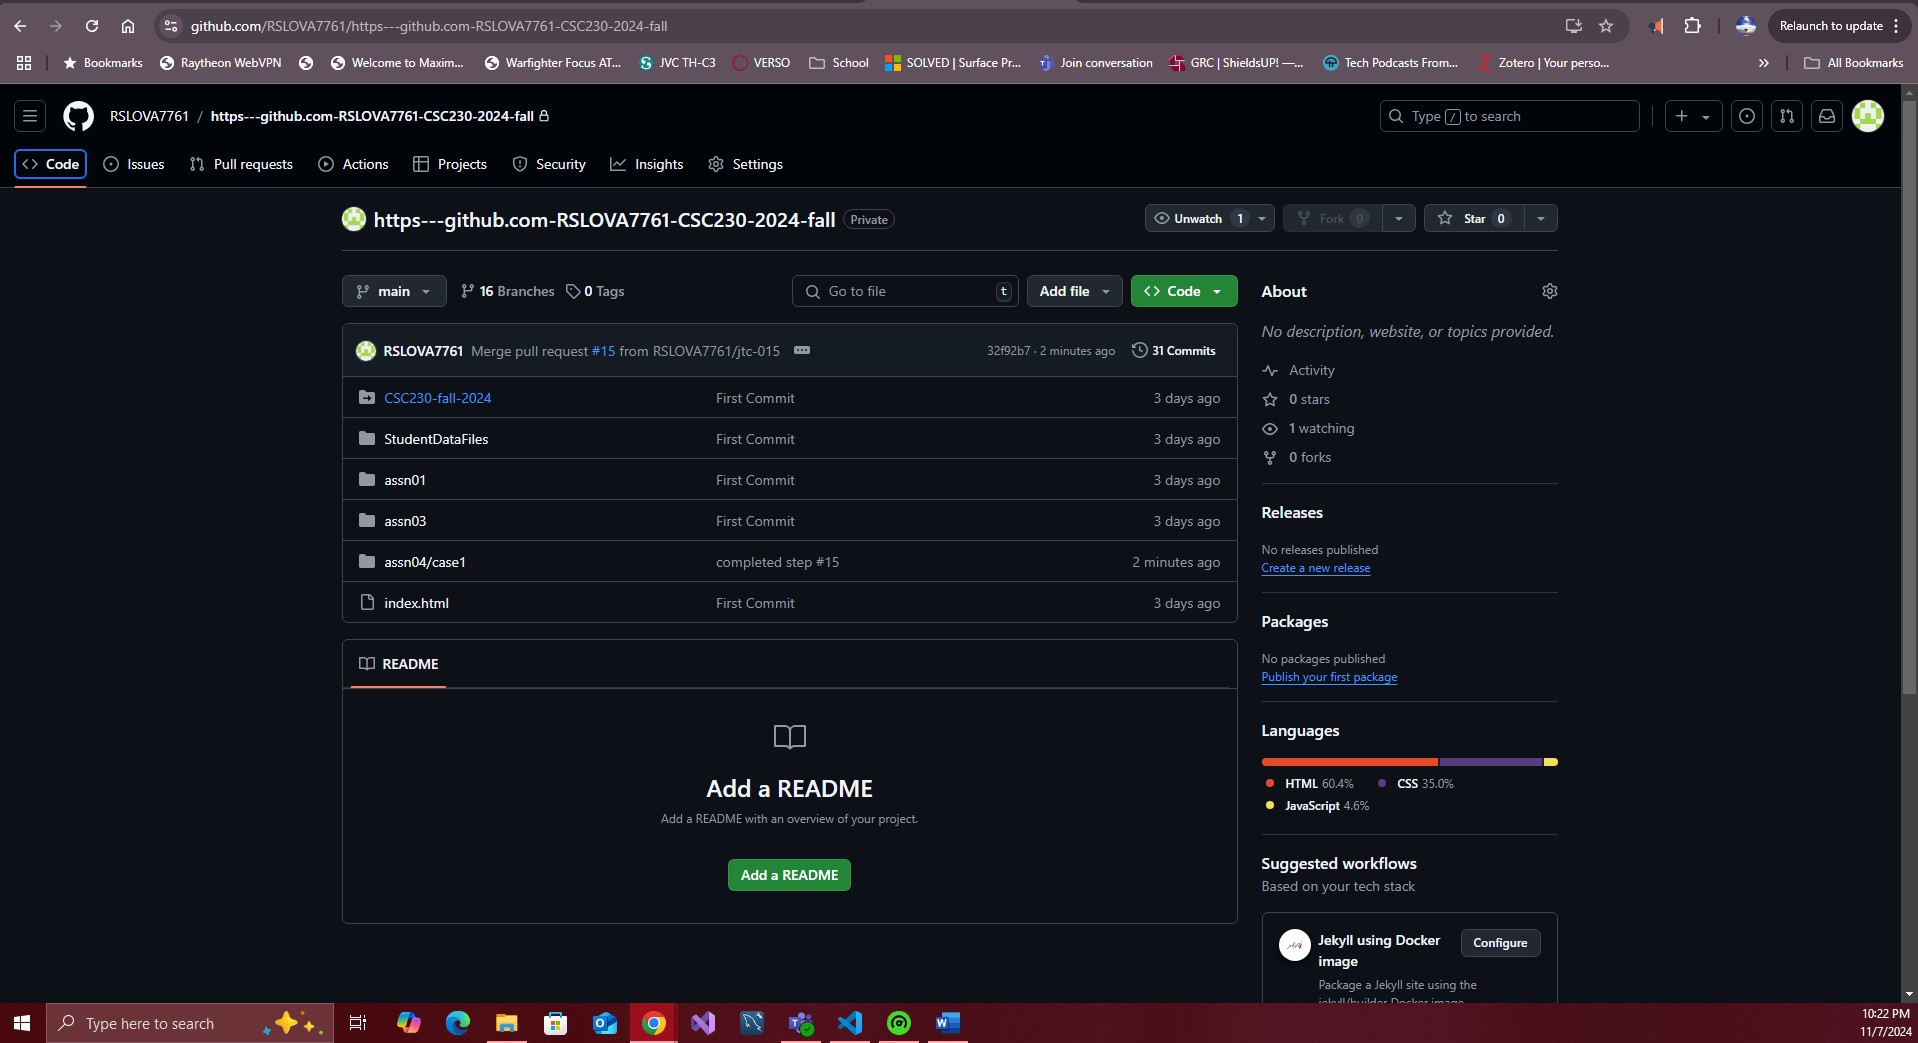 github.com/RSLOVA7761/https---github.com-RSLOVA7761-CSC230-2024-fall
Relaunch to update
Bookmarks
Raytheon WebVPN
Welcome to Maxim...
Warfighter Focus AT...
JVC TH-C3
VERSO
School
SOLVED | Surface Pr...
Join conversation
GRC | ShieldsUP! —...
Tech Podcasts From...
Zotero | Your perso...
»
All Bookmarks
RSLOVA7761 / https---github.com-RSLOVA7761-CSC230-2024-fall
Type / to search
Code
Issues
Pull requests
Actions
Projects
Security
Insights
Settings
https---github.com-RSLOVA7761-CSC230-2024-fall Private
Unwatch 1
Fork 0
Star 0
main
16 Branches
0 Tags
Go to file t
Add file
Code
RSLOVA7761 Merge pull request #15 from RSLOVA7761/jtc-015
32f92b7 · 2 minutes ago
31 Commits
CSC230-fall-2024 First Commit 3 days ago
StudentDataFiles First Commit 3 days ago
assn01 First Commit 3 days ago
assn03 First Commit 3 days ago
assn04/case1 completed step #15 2 minutes ago
index.html First Commit 3 days ago
README
Add a README
Add a README with an overview of your project.
Add a README
About
No description, website, or topics provided.
Activity
0 stars
1 watching
0 forks
Releases
No releases published
Create a new release
Packages
No packages published
Publish your first package
Languages
HTML 60.4% CSS 35.0%
JavaScript 4.6%
Suggested workflows
Based on your tech stack
Jekyll using Docker
image
Configure
Package a Jekyll site using the
jekyll/builder Docker image
Type here to search
10:22 PM
11/7/2024